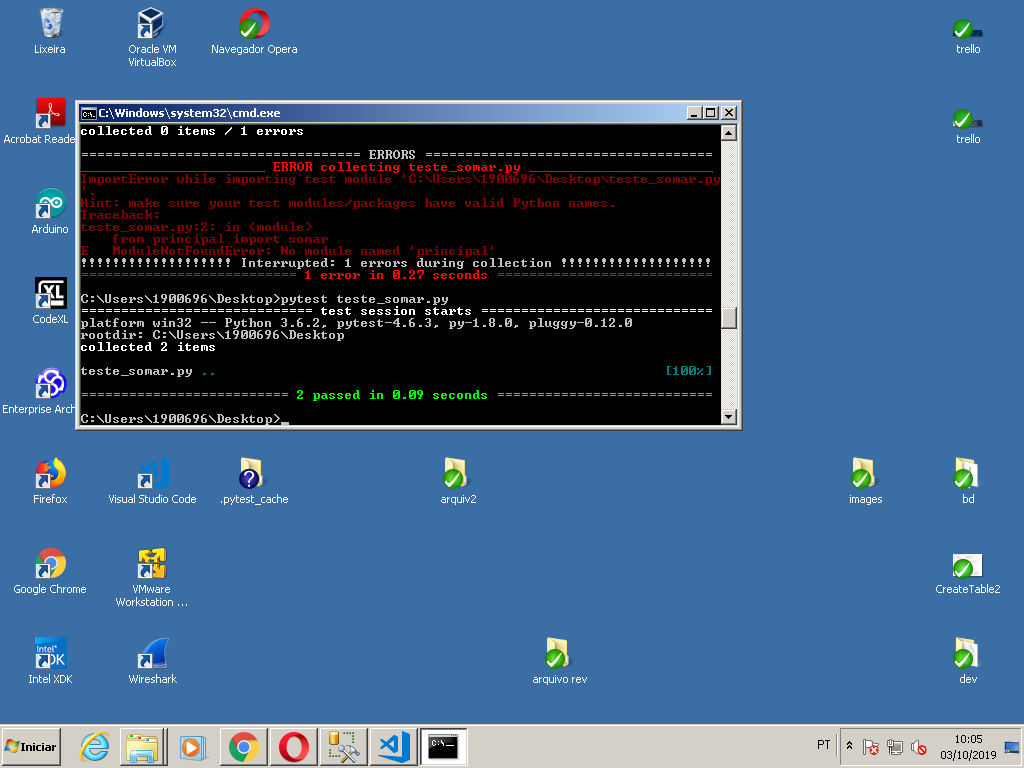 Lixeira
Oracle VM
VirtualBox
Navegador Opera
trello
Acrobat Reade
trello
Arduino
CodeXL
Enterprise Arch
C:\Windows\system32\cmd.exe
collected 0 items / 1 errors
=================================== ERRORS ====================================
_______________________ ERROR collecting teste_somar.py _______________________
ImportError while importing test module 'C:\Users\1900696\Desktop\teste_somar.py
'.
Hint: make sure your test modules/packages have valid Python names.
Traceback:
teste_somar.py:2: in <module>
    from principal import somar
E   ModuleNotFoundError: No module named 'principal'
!!!!!!!!!!!!!!!!!!! Interrupted: 1 errors during collection !!!!!!!!!!!!!!!!!!!
=========================== 1 error in 0.27 seconds ===========================
C:\Users\1900696\Desktop>pytest teste_somar.py
============================= test session starts =============================
platform win32 -- Python 3.6.2, pytest-4.6.3, py-1.8.0, pluggy-0.12.0
rootdir: C:\Users\1900696\Desktop
collected 2 items
teste_somar.py .. [100%]
========================== 2 passed in 0.09 seconds ===========================
C:\Users\1900696\Desktop>_
Firefox
Visual Studio Code
.pytest_cache
arquiv2
images
bd
Google Chrome
VMware
Workstation ...
CreateTable2
Intel XDK
Wireshark
arquivo rev
dev
Iniciar
PT
10:05
03/10/2019